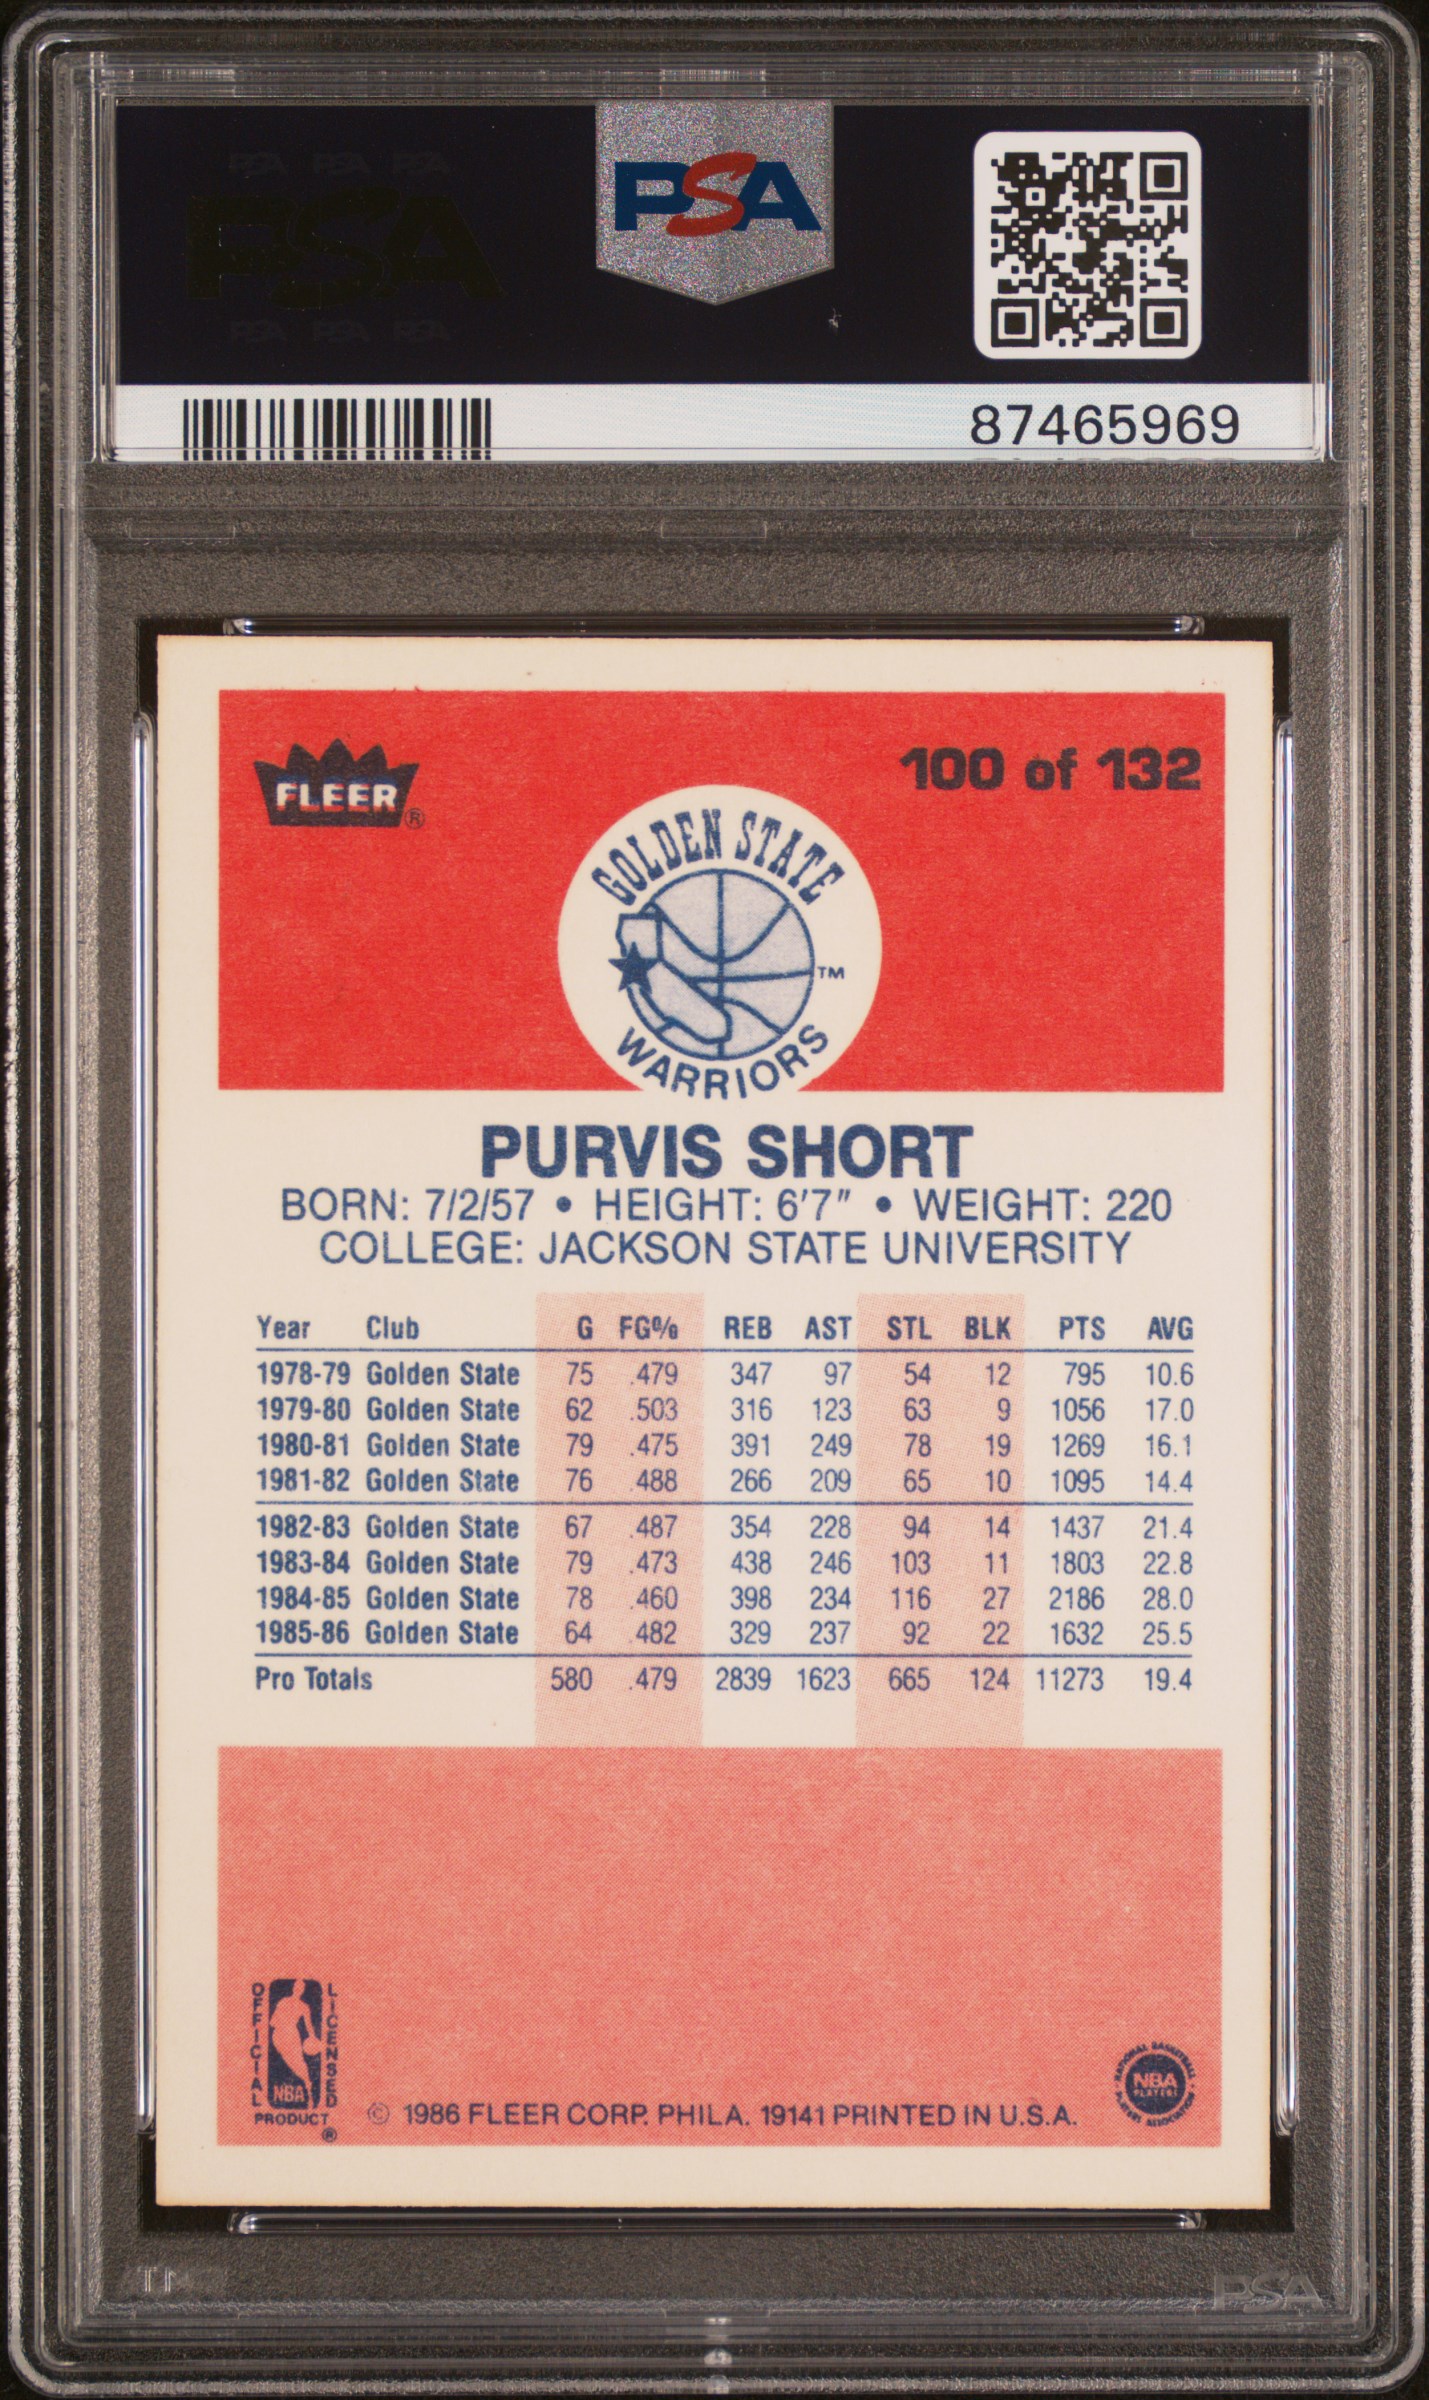 PSA
87465969
FLEER®
100 of 132
GOLDEN STATE
TM
WARRIORS
PURVIS SHORT
BORN: 7/2/57 • HEIGHT: 6'7" • WEIGHT: 220
COLLEGE: JACKSON STATE UNIVERSITY
Year Club G FG% REB AST STL BLK PTS AVG
1978-79 Golden State 75 .479 347 97 54 12 795 10.6
1979-80 Golden State 62 .503 316 123 63 9 1056 17.0
1980-81 Golden State 79 .475 391 249 78 19 1269 16.1
1981-82 Golden State 76 .488 266 209 65 10 1095 14.4
1982-83 Golden State 67 .487 354 228 94 14 1437 21.4
1983-84 Golden State 79 .473 438 246 103 11 1803 22.8
1984-85 Golden State 78 .460 398 234 116 27 2186 28.0
1985-86 Golden State 64 .482 329 237 92 22 1632 25.5
Pro Totals 580 .479 2839 1623 665 124 11273 19.4
OFFICIAL LICENSED
NBA
PRODUCT ®
© 1986 FLEER CORP. PHILA. 19141 PRINTED IN U.S.A.
NATIONAL BASKETBALL
NBA
PLAYERS
PLAYERS ASSOCIATION
PSA